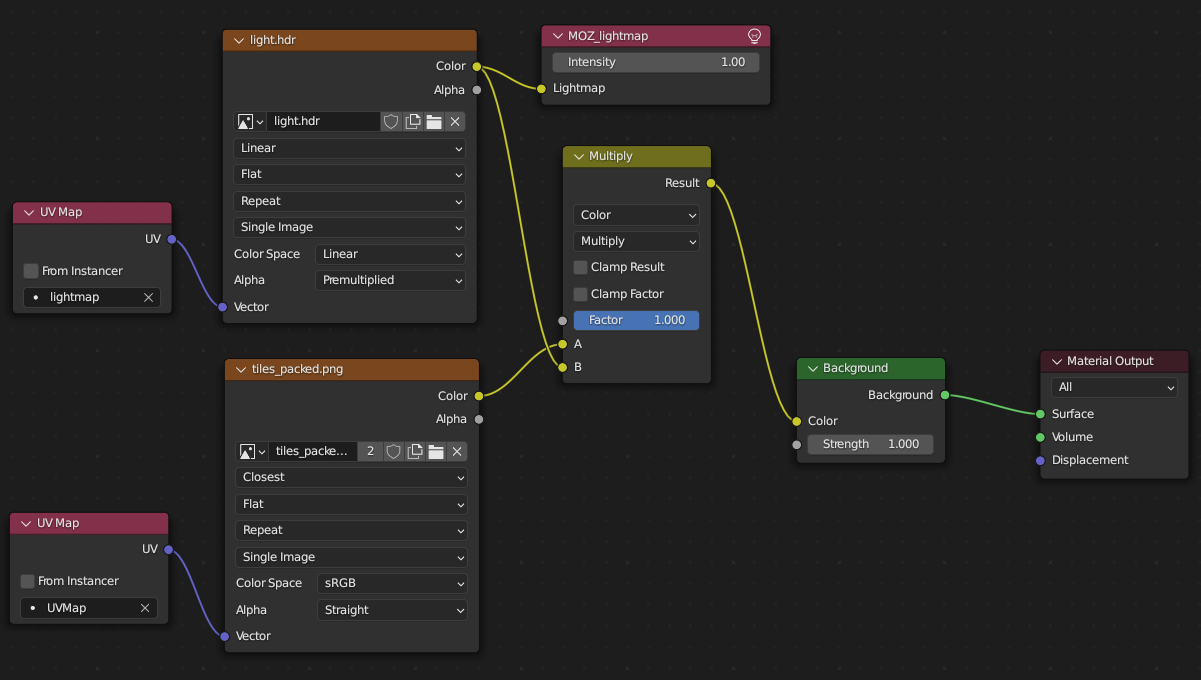 light.hdr
Color
Alpha
light.hdr
Linear
Flat
Repeat
Single Image
Color Space Linear
Alpha Premultiplied
Vector
MOZ_lightmap
Intensity 1.00
Lightmap
Multiply
Result
Color
Multiply
Clamp Result
Clamp Factor
Factor 1.000
A
B
UV Map
UV
From Instancer
lightmap
tiles_packed.png
Color
Alpha
tiles_packe... 2
Closest
Flat
Repeat
Single Image
Color Space sRGB
Alpha Straight
Vector
UV Map
UV
From Instancer
UVMap
Background
Background
Color
Strength 1.000
Material Output
All
Surface
Volume
Displacement